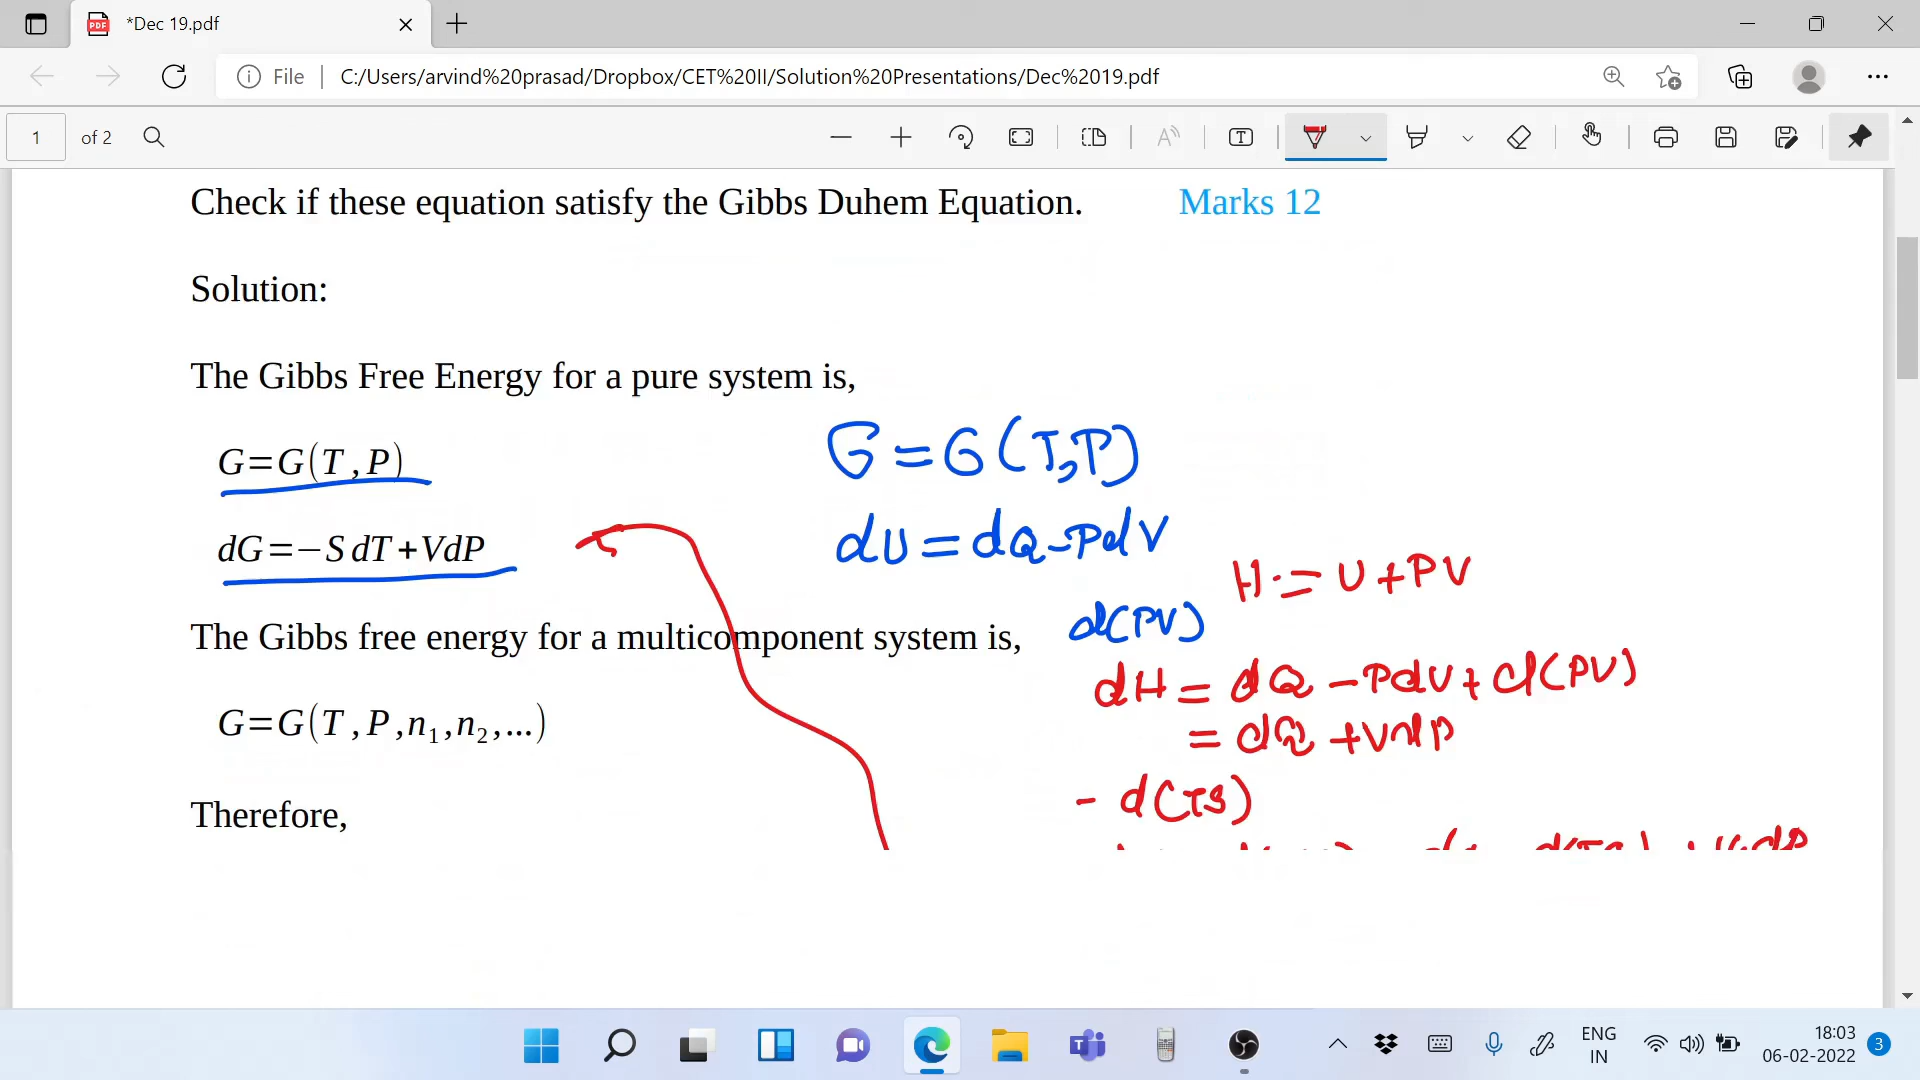 *Dec 19.pdf
File
C:/Users/arvind%20prasad/Dropbox/CET%20II/Solution%20Presentations/Dec%2019.pdf
1 of 2
Check if these equation satisfy the Gibbs Duhem Equation. Marks 12
Solution:
The Gibbs Free Energy for a pure system is,
G=G(T,P)
G=G(T,P)
dG=−S dT+VdP
dU=dQ-PdV
H=U+PV
d(PV)
The Gibbs free energy for a multicomponent system is,
dH=dQ-PdV+d(PV)
G=G(T,P,n₁,n₂,...)
=dQ+VdP
- d(TS)
Therefore,
ENG
IN
18:03
06-02-2022
3